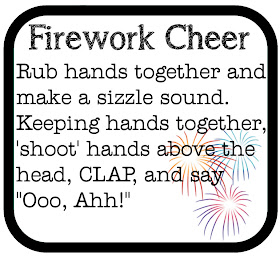 Firework Cheer
Rub hands together and
make a sizzle sound.
Keeping hands together,
'shoot' hands above the
head, CLAP, and say
"Ooo, Ahh!"